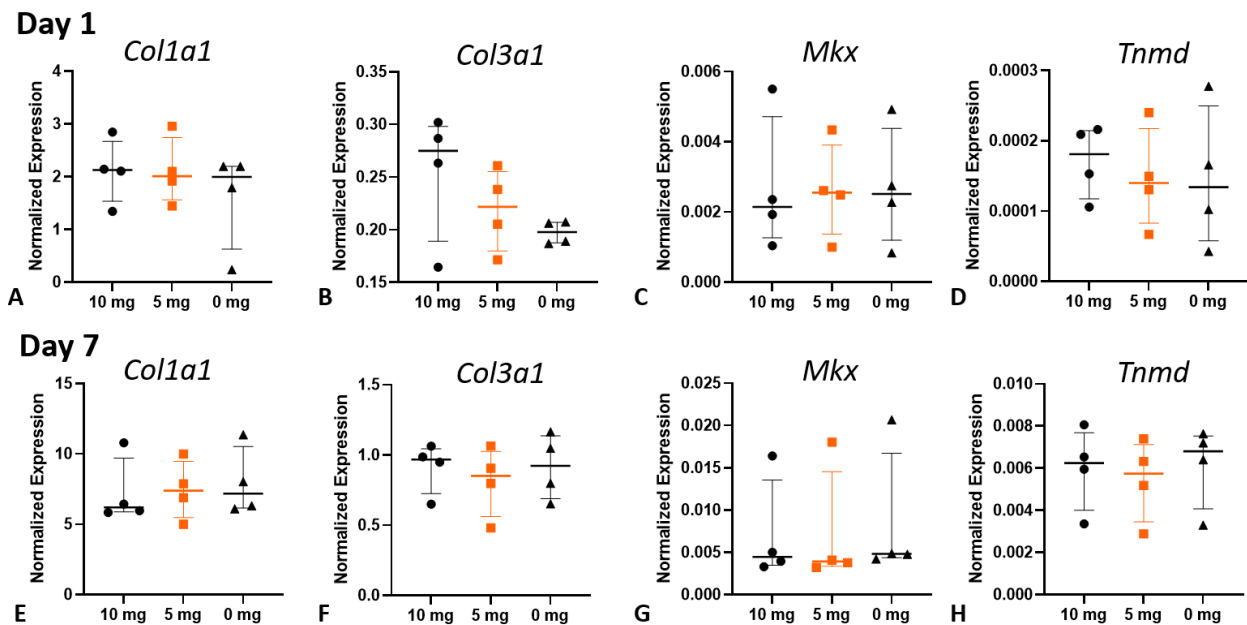 Day 1
Col1a1
Normalized Expression
4
3
2
1
0
10 mg 5 mg 0 mg
A
Col3a1
Normalized Expression
0.35
0.30
0.25
0.20
0.15
10 mg 5 mg 0 mg
B
Mkx
Normalized Expression
0.006
0.004
0.002
0.000
10 mg 5 mg 0 mg
C
Tnmd
Normalized Expression
0.0003
0.0002
0.0001
0.0000
10 mg 5 mg 0 mg
D
Day 7
Col1a1
Normalized Expression
15
10
5
0
10 mg 5 mg 0 mg
E
Col3a1
Normalized Expression
1.5
1.0
0.5
0.0
10 mg 5 mg 0 mg
F
Mkx
Normalized Expression
0.025
0.020
0.015
0.010
0.005
0.000
10 mg 5 mg 0 mg
G
Tnmd
Normalized Expression
0.010
0.008
0.006
0.004
0.002
0.000
10 mg 5 mg 0 mg
H